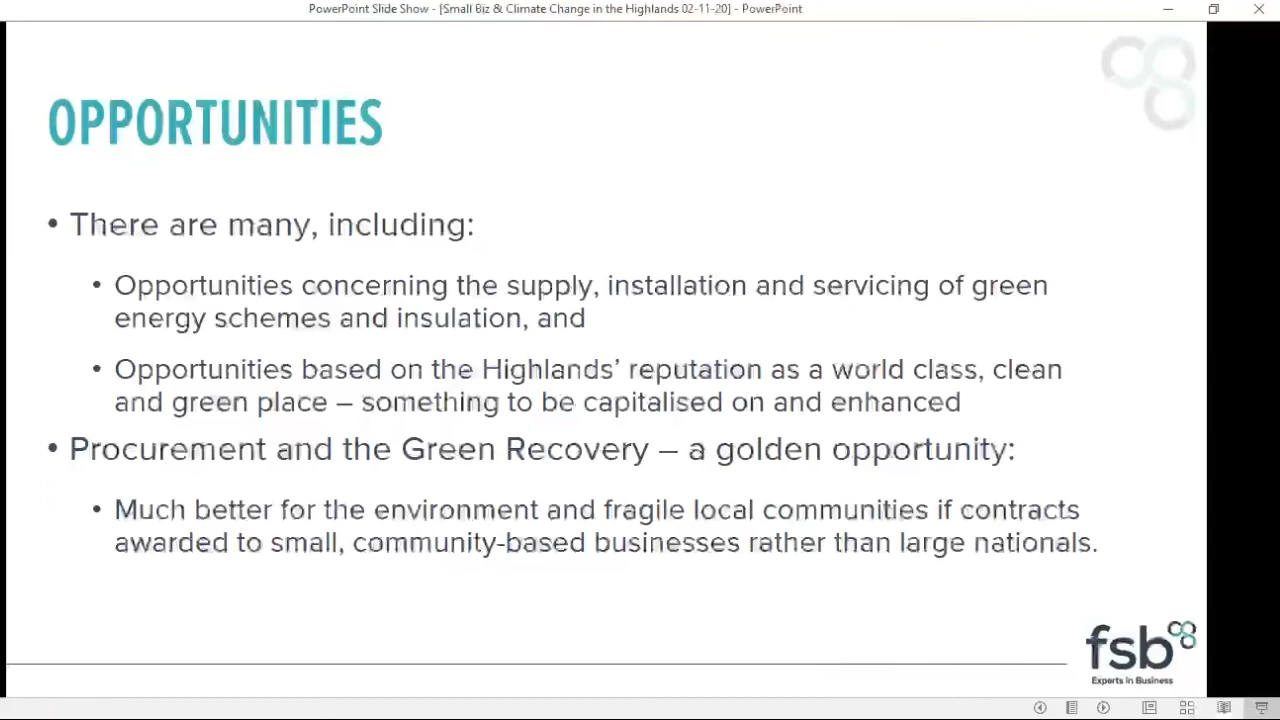 PowerPoint Slide Show - [Small Biz & Climate Change in the Highlands 02-11-20] - PowerPoint
OPPORTUNITIES
• There are many, including:
• Opportunities concerning the supply, installation and servicing of green
energy schemes and insulation, and
• Opportunities based on the Highlands’ reputation as a world class, clean
and green place – something to be capitalised on and enhanced
• Procurement and the Green Recovery – a golden opportunity:
• Much better for the environment and fragile local communities if contracts
awarded to small, community-based businesses rather than large nationals.
fsb
Experts in Business